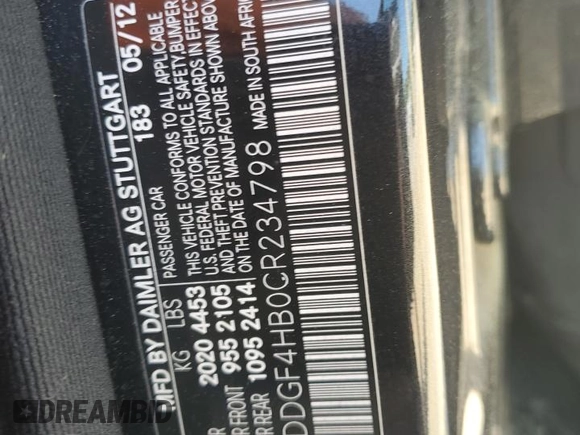 MFD BY DAIMLER AG STUTTGART
183 05/12
PASSENGER CAR
KG LBS
2020 4453
FRONT 955 2105
REAR 1095 2414
THIS VEHICLE CONFORMS TO ALL APPLICABLE
U.S. FEDERAL MOTOR VEHICLE SAFETY, BUMPER
AND THEFT PREVENTION STANDARDS IN EFFECT
ON THE DATE OF MANUFACTURE SHOWN ABOVE
DDGF4HB0CR234798 MADE IN SOUTH
DREAMBID